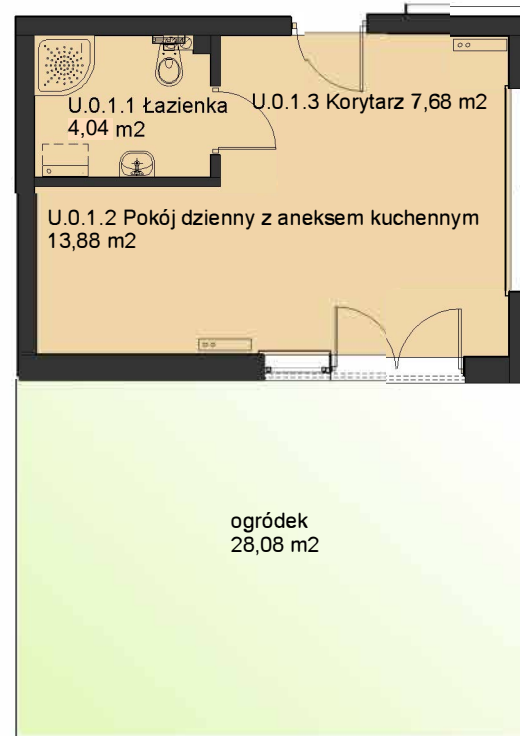 U.0.1.1 Łazienka
4,04 m2
U.0.1.3 Korytarz 7,68 m2
U.0.1.2 Pokój dzienny z aneksem kuchennym
13,88 m2
ogródek
28,08 m2